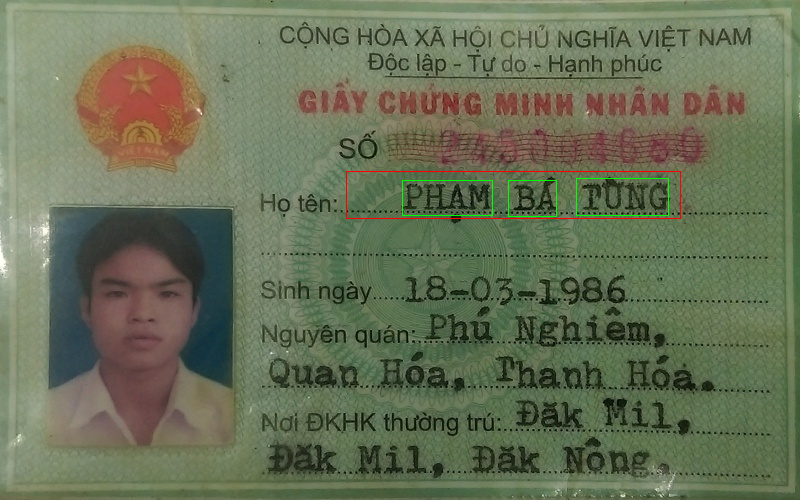 CỘNG HÒA XÃ HỘI CHỦ NGHĨA VIỆT NAM
Độc lập - Tự do - Hạnh phúc
GIẤY CHỨNG MINH NHÂN DÂN
SỐ
Họ tên: PHẠM BÁ TÙNG
Sinh ngày 18-03-1986
Nguyên quán: Phú Nghiêm,
Quan Hóa, Thanh Hóa.
Nơi ĐKHK thường trú: Đăk Mil,
Đăk Mil, Đăk Nông.